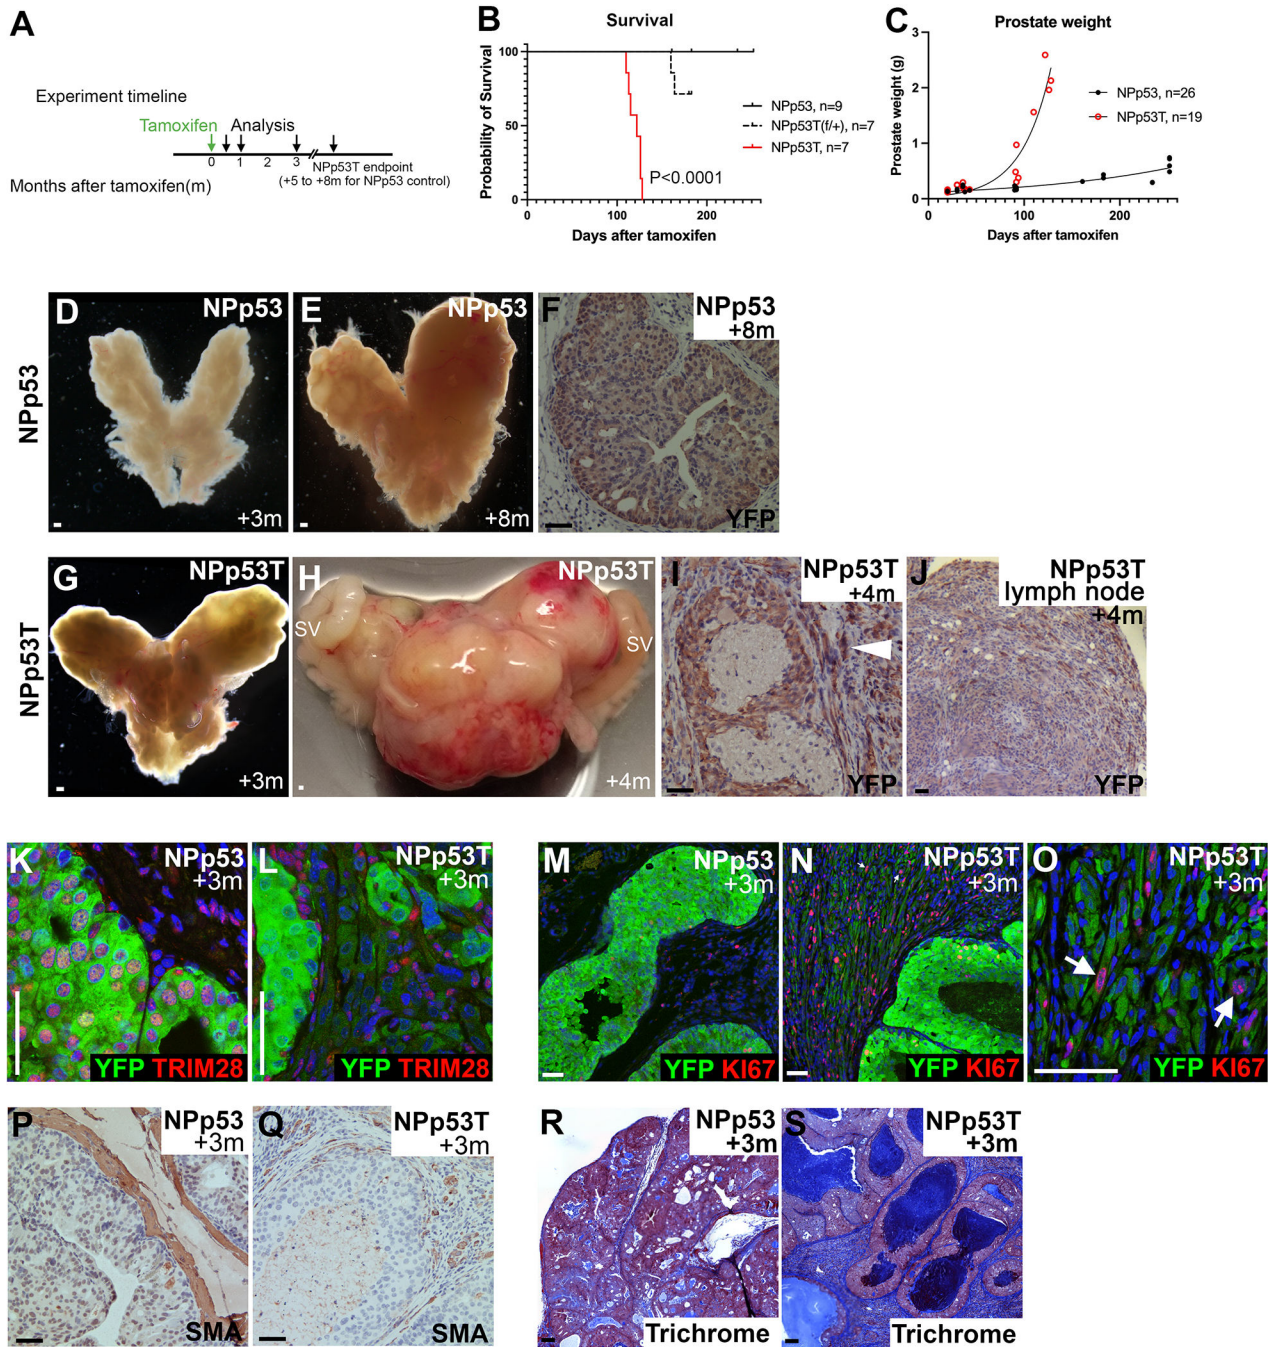 A
Experiment timeline
Tamoxifen Analysis
0 1 2 3
NPp53T endpoint
Months after tamoxifen(m)
(+5 to +8m for NPp53 control)
B
Survival
Probability of Survival
100
50
0
0 100 200
Days after tamoxifen
P<0.0001
NPp53, n=9
NPp53T(f/+), n=7
NPp53T, n=7
C
Prostate weight
Prostate weight (g)
3
2
1
0
0 100 200
Days after tamoxifen
NPp53, n=26
NPp53T, n=19
NPp53
D
NPp53
+3m
E
NPp53
+8m
F
NPp53
+8m
YFP
NPp53T
G
NPp53T
+3m
H
NPp53T
SV
SV
+4m
I
NPp53T
+4m
YFP
J
NPp53T
lymph node
+4m
YFP
K
NPp53
+3m
YFP TRIM28
L
NPp53T
+3m
YFP TRIM28
M
NPp53
+3m
YFP KI67
N
NPp53T
+3m
YFP KI67
O
NPp53T
+3m
YFP KI67
P
NPp53
+3m
SMA
Q
NPp53T
+3m
SMA
R
NPp53
+3m
Trichrome
S
NPp53T
+3m
Trichrome